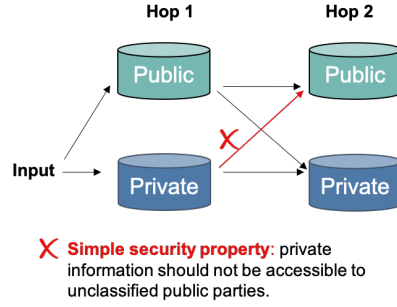 Hop 1 Hop 2
Public Public
Input
Private Private
X Simple security property: private
information should not be accessible to
unclassified public parties.